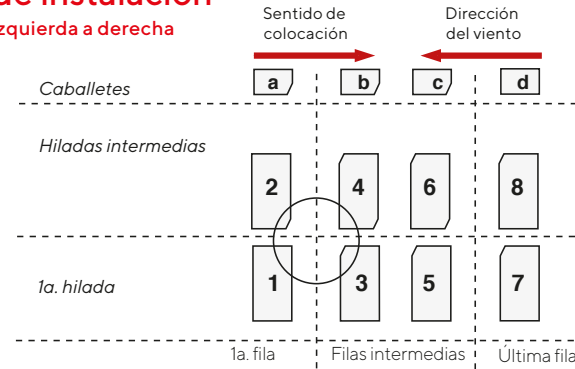 de instalación
izquierda a derecha
Sentido de
colocación
Dirección
del viento
Caballetes
a b c d
Hiladas intermedias
2 4 6 8
1a. hilada
1 3 5 7
1a. fila Filas intermedias Última fila